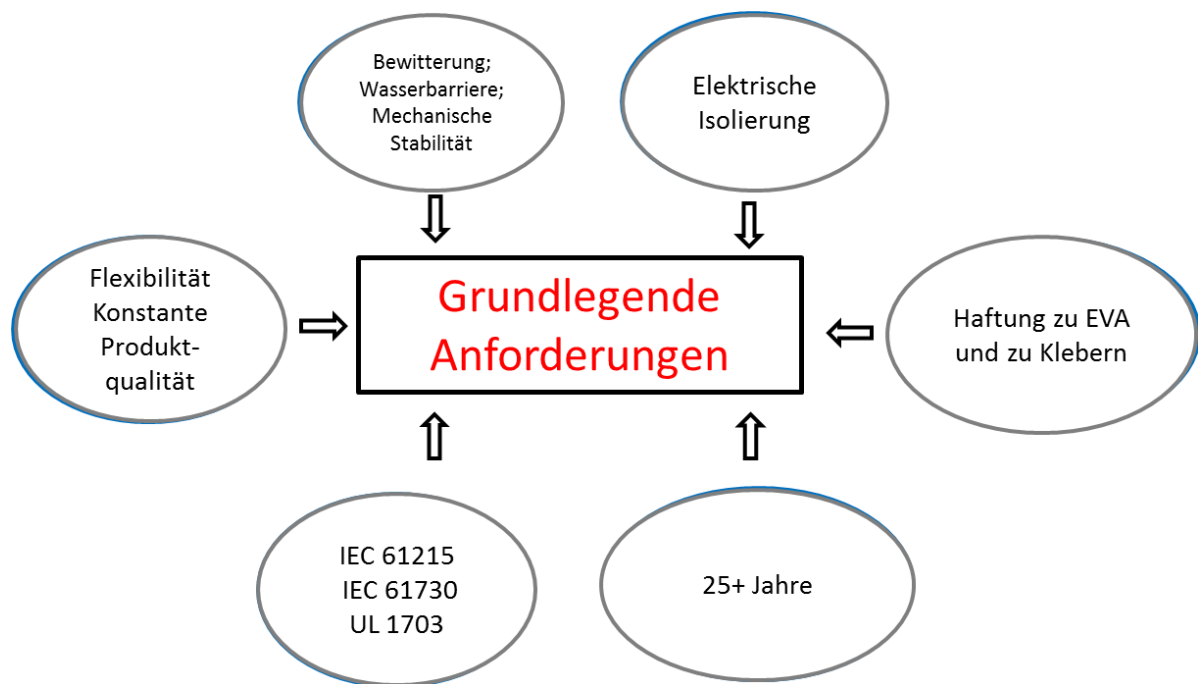 Bewitterung;
Wasserbarriere;
Mechanische
Stabilität
Elektrische
Isolierung
Flexibilität
Konstante
Produkt-
qualität
Grundlegende
Anforderungen
Haftung zu EVA
und zu Klebern
IEC 61215
IEC 61730
UL 1703
25+ Jahre